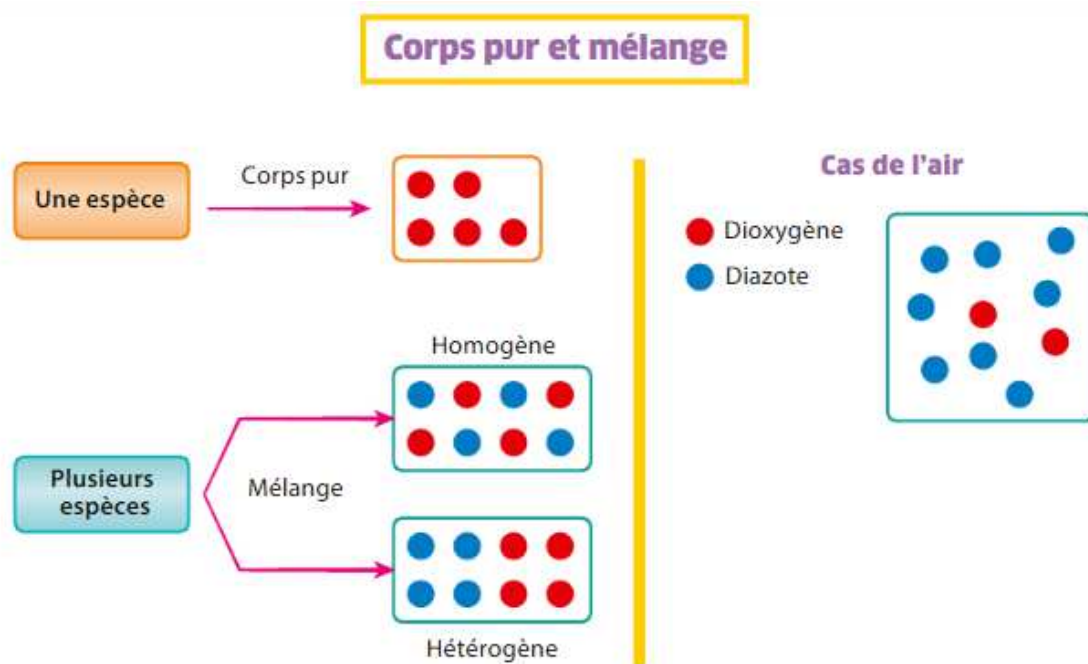 Corps pur et mélange
Une espèce
Corps pur
Plusieurs
espèces
Mélange
Homogène
Hétérogène
Cas de l'air
Dioxygène
Diazote